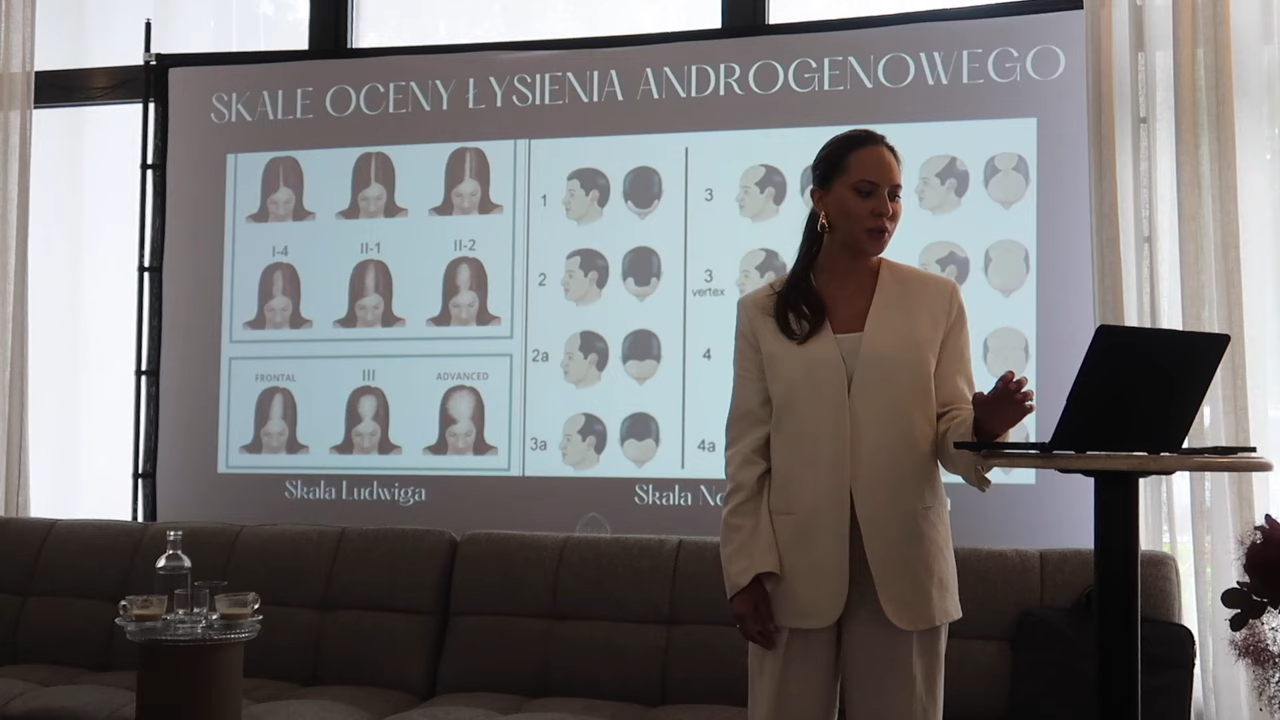 SKALE OCENY ŁYSIENIA ANDROGENOWEGO
I-4 II-1 II-2
FRONTAL III ADVANCED
1
2
2a
3a
3
3
vertex
4
4a
Skala Ludwiga
Skala